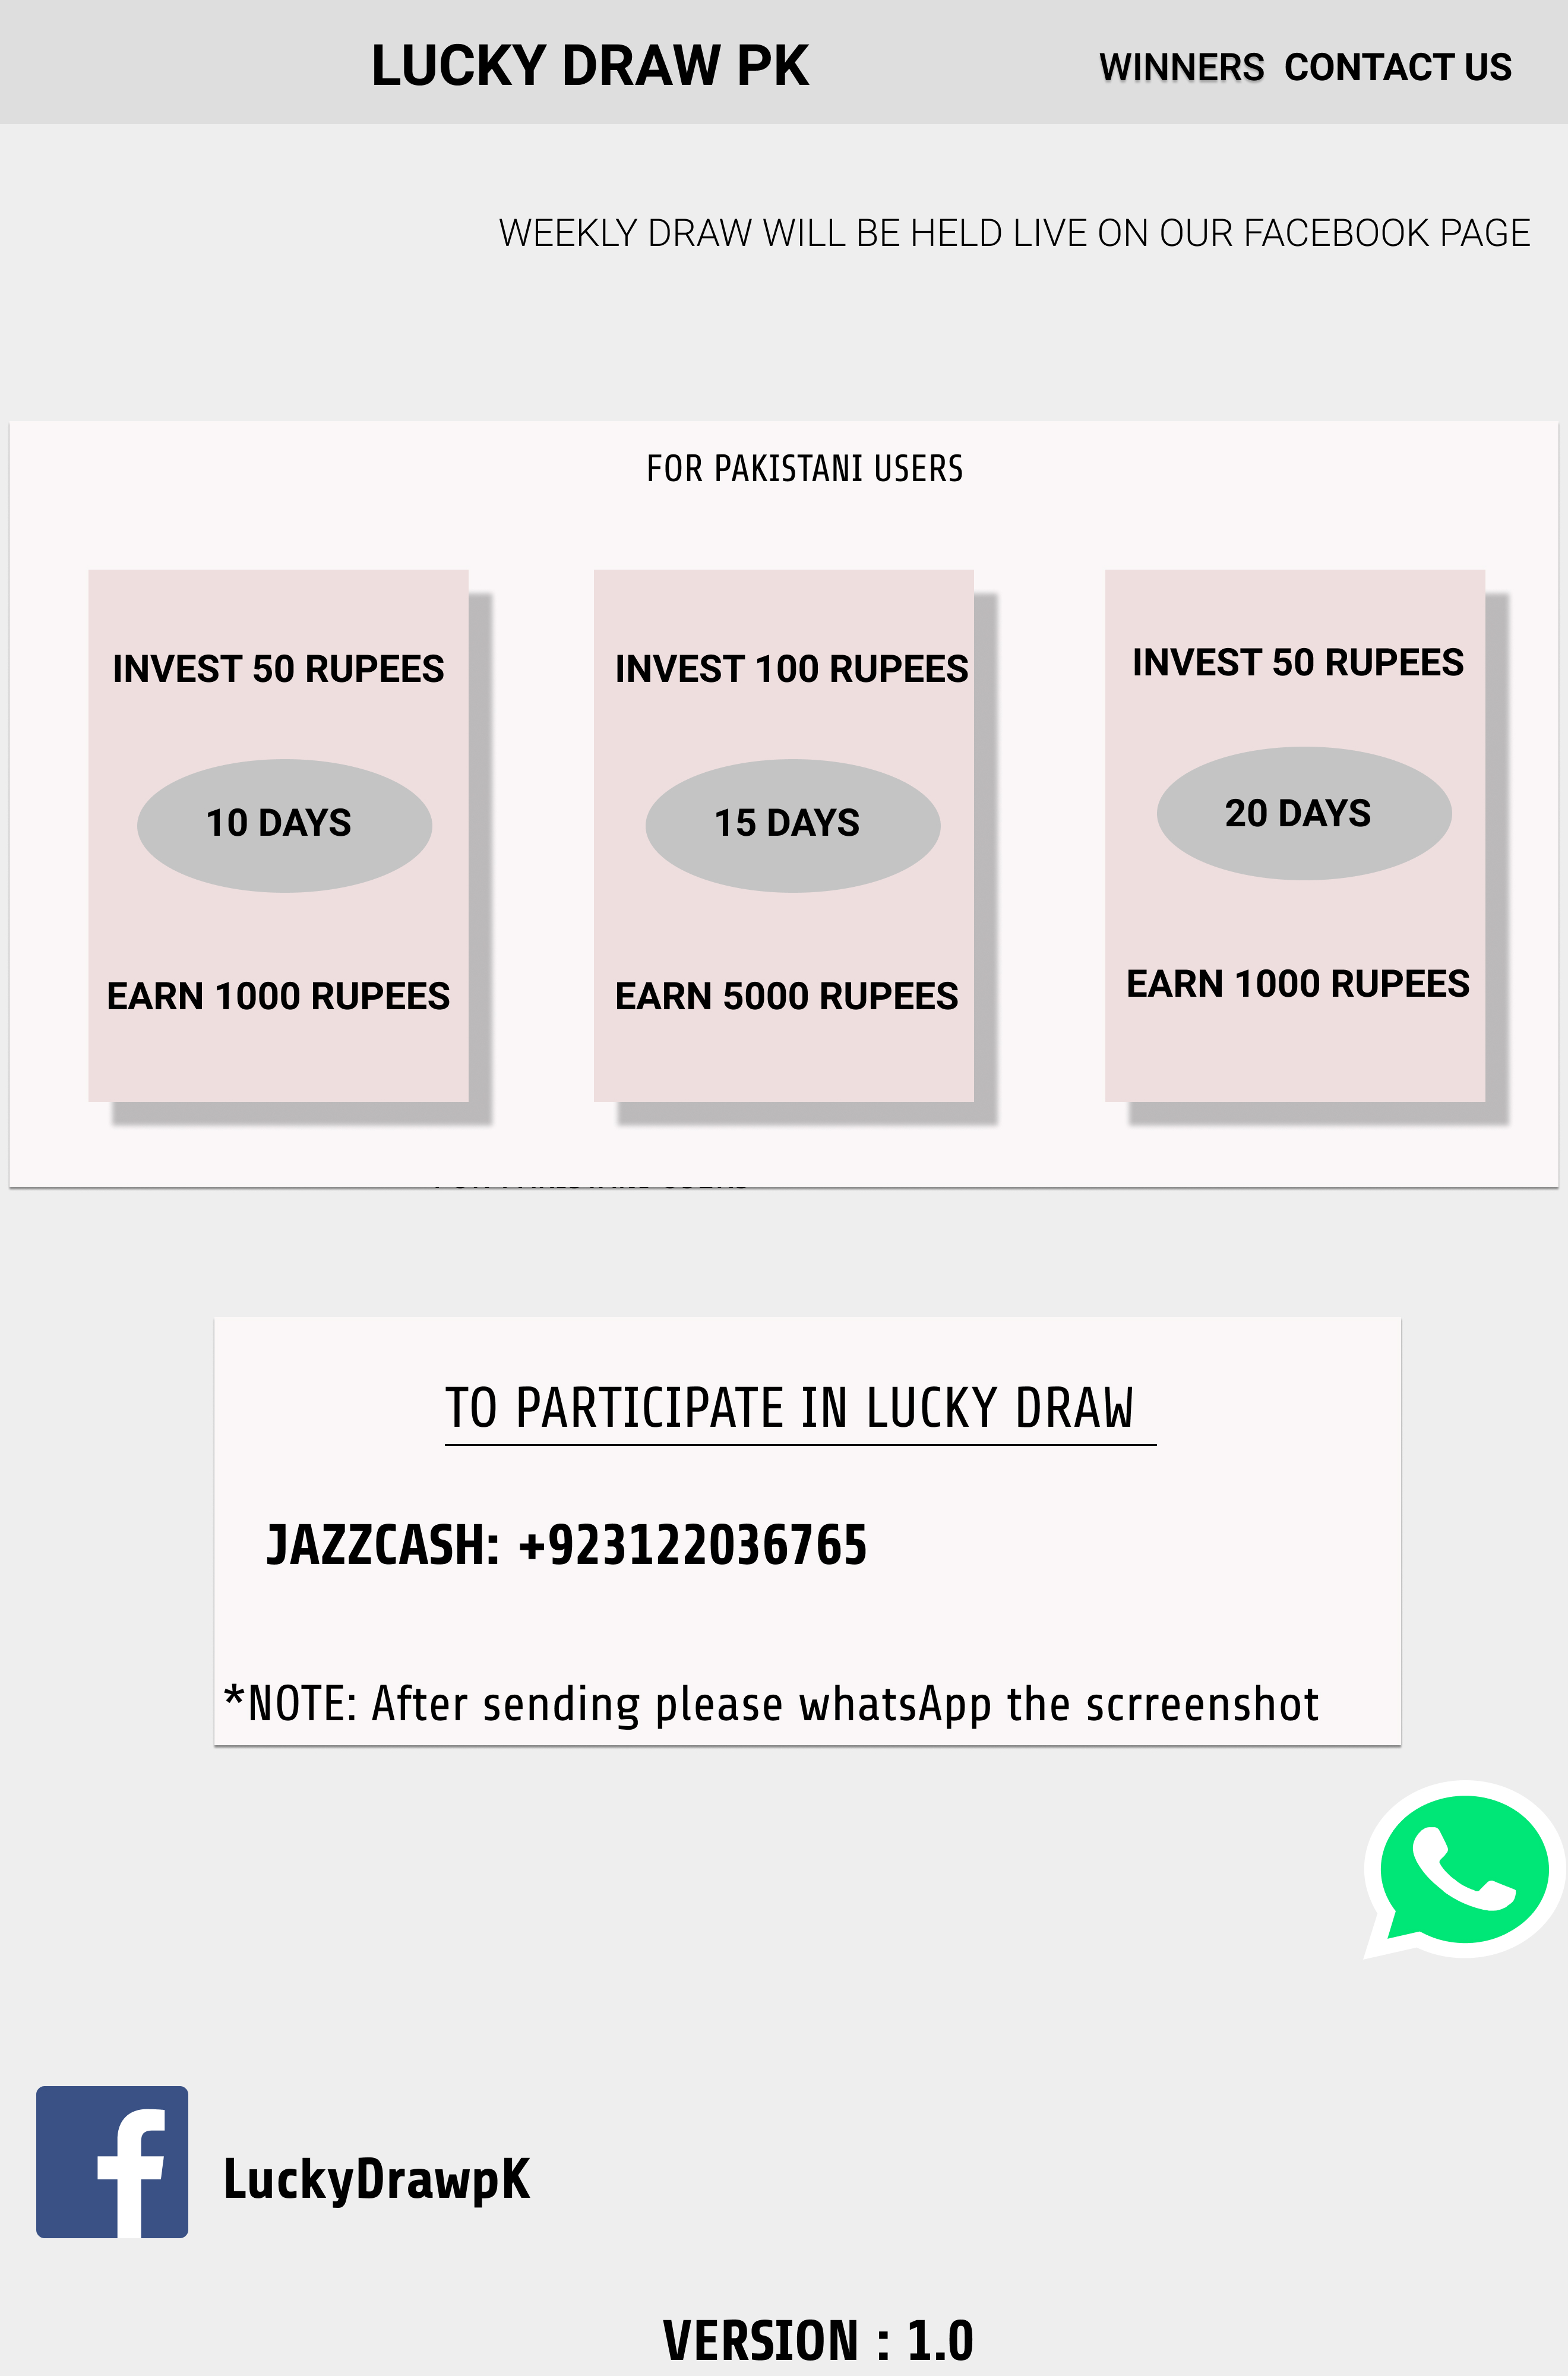 LUCKY DRAW PK
WINNERS CONTACT US
WEEKLY DRAW WILL BE HELD LIVE ON OUR FACEBOOK PAGE
FOR PAKISTANI USERS
INVEST 50 RUPEES
10 DAYS
EARN 1000 RUPEES
INVEST 100 RUPEES
15 DAYS
EARN 5000 RUPEES
INVEST 50 RUPEES
20 DAYS
EARN 1000 RUPEES
TO PARTICIPATE IN LUCKY DRAW
JAZZCASH: +923122036765
*NOTE: After sending please whatsApp the scrreenshot
LuckyDrawpK
VERSION : 1.0